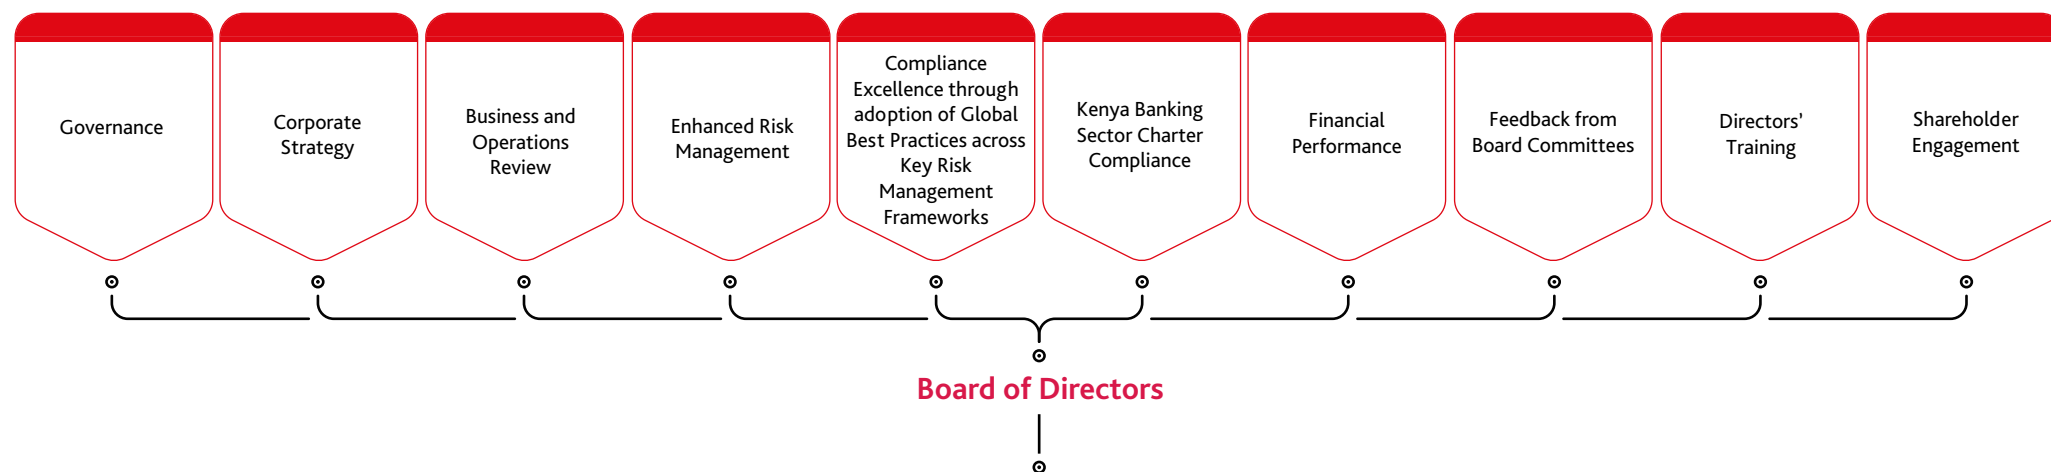 Governance
Corporate
Strategy
Business and
Operations
Review
Enhanced Risk
Management
Compliance
Excellence through
adoption of Global
Best Practices across
Key Risk
Management
Frameworks
Kenya Banking
Sector Charter
Compliance
Financial
Performance
Feedback from
Board Committees
Directors’
Training
Shareholder
Engagement
Board of Directors